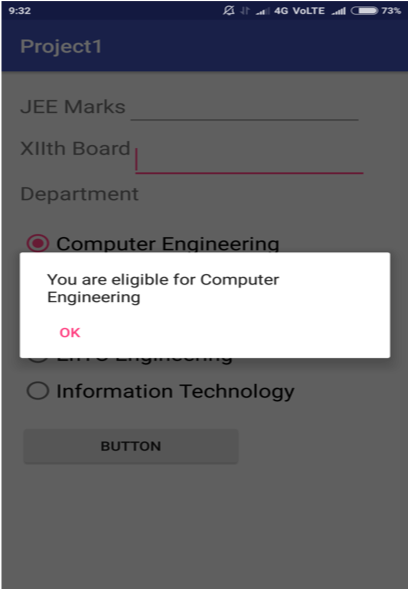 9:32 4G VoLTE 73%
Project1
JEE Marks
XIIth Board
Department
Computer Engineering
You are eligible for Computer
Engineering
OK
Engineering
Information Technology
BUTTON